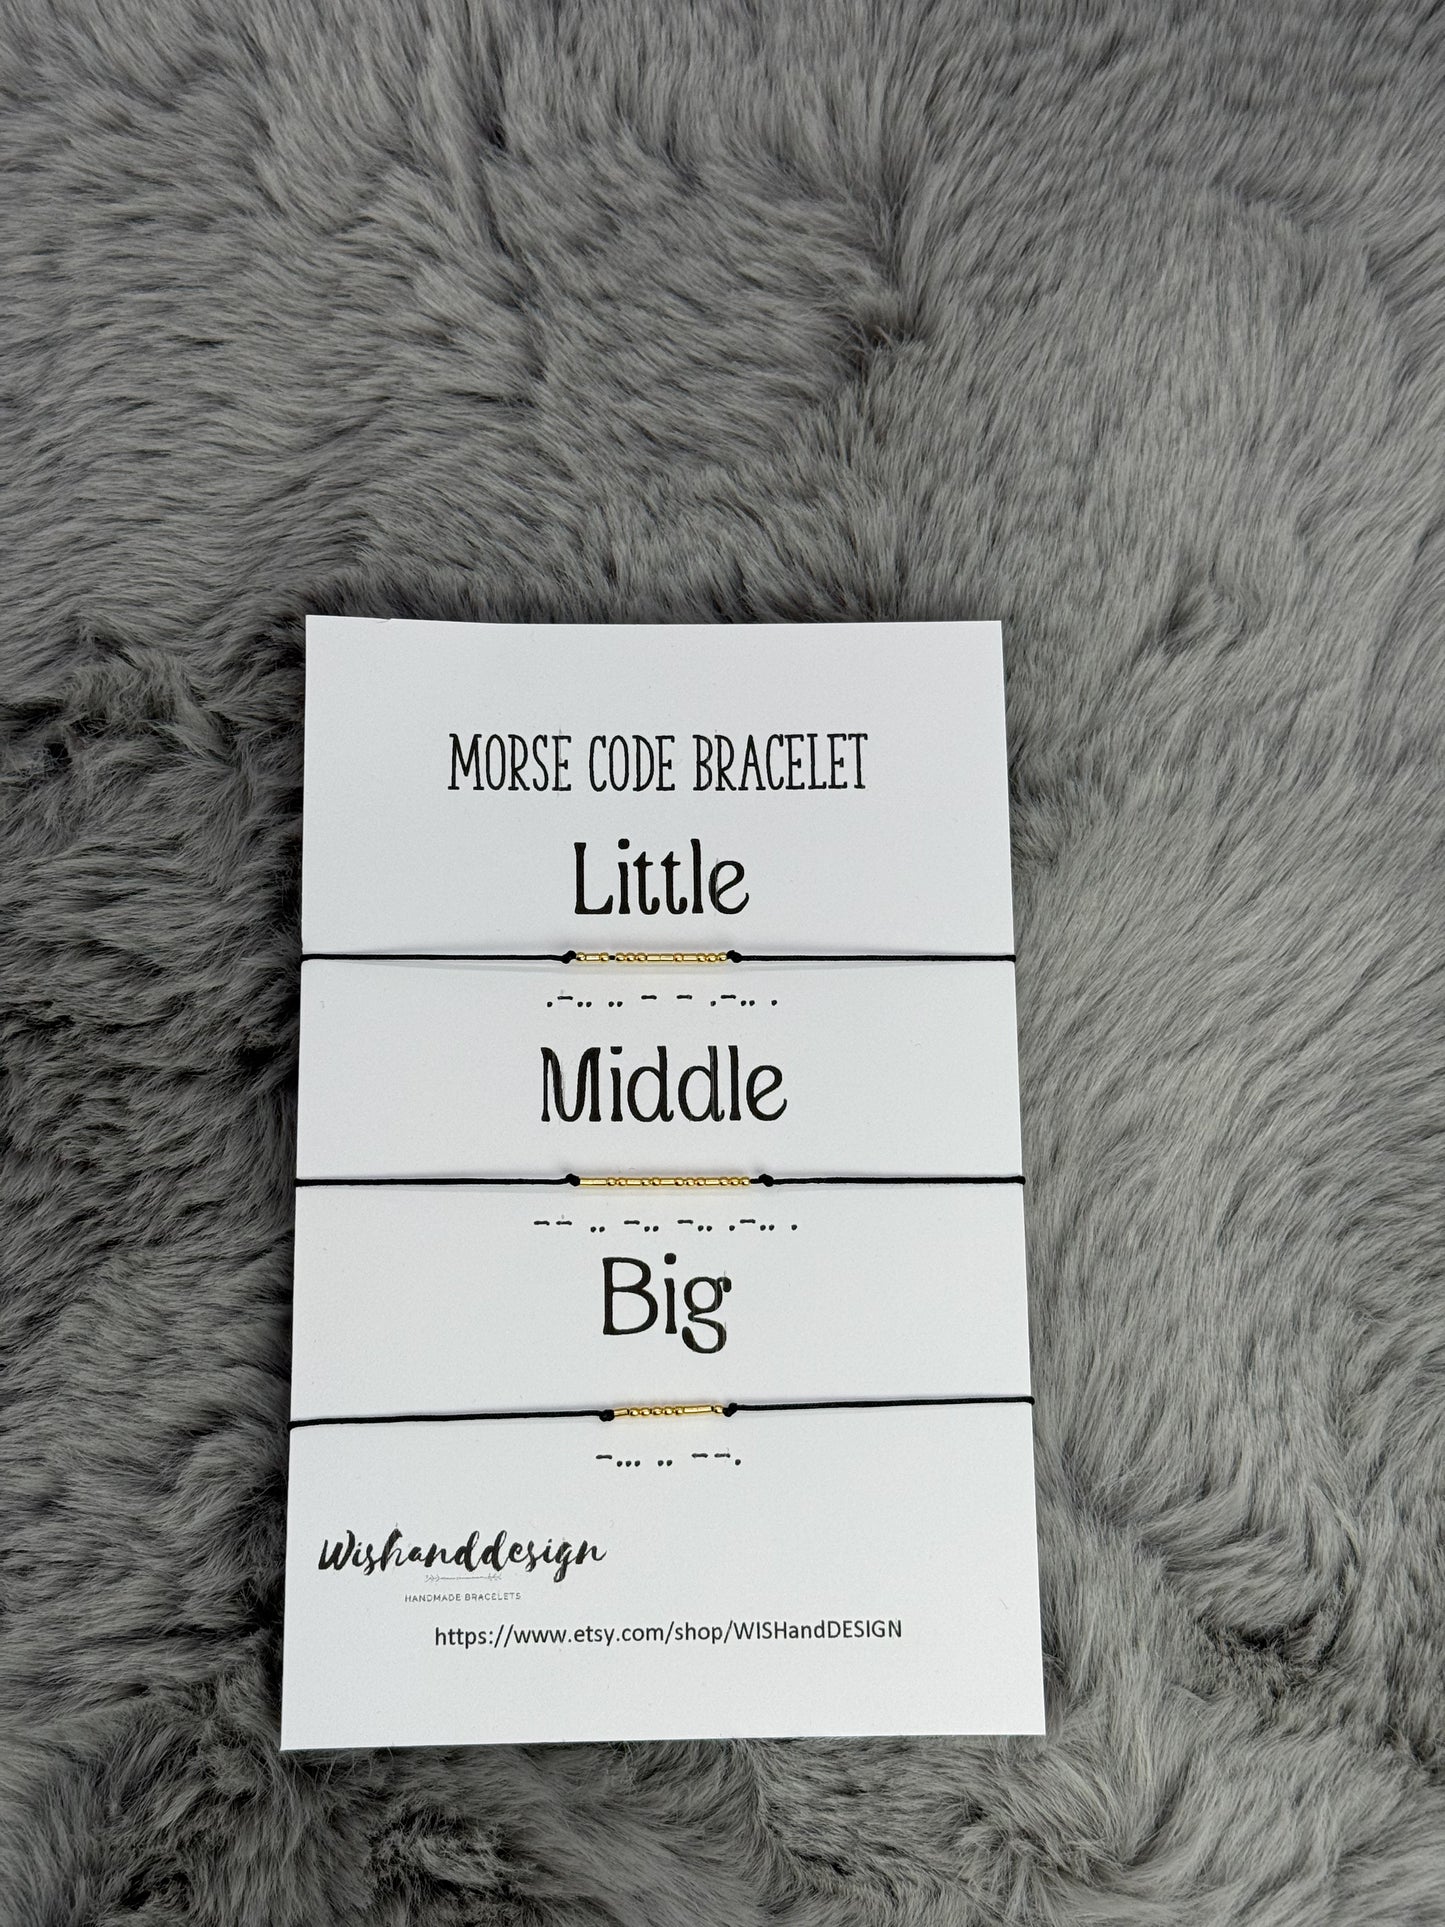 MORSE CODE BRACELET
Little
.-.. .. - - .-.. .
Middle
-- .. -.. -.. .-.. .
Big
-... .. --.
Wishanddesign
HANDMADE BRACELETS
https://www.etsy.com/shop/WISHandDESIGN